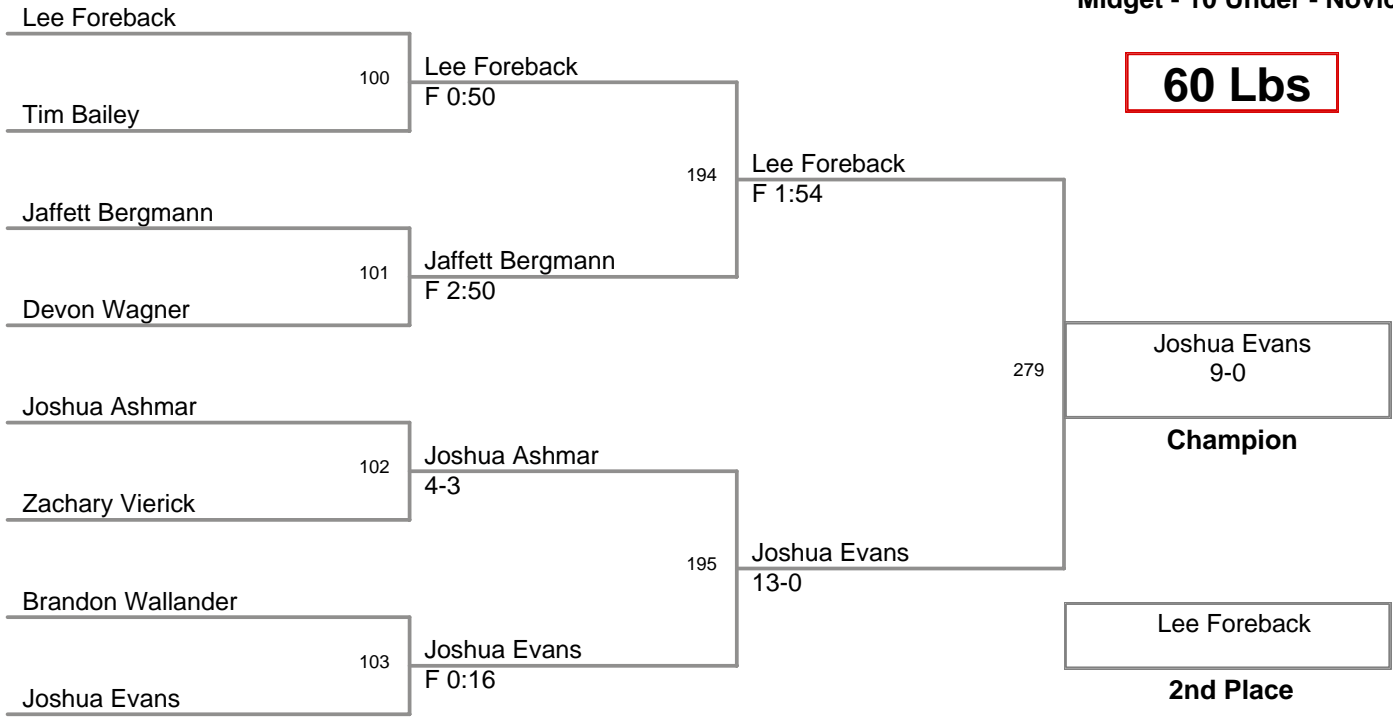 Midget - 10 Under -
60 Lbs
Lee Foreback
100
Tim Bailey
Lee Foreback
F 0:50
Jaffett Bergmann
101
Devon Wagner
Jaffett Bergmann
F 2:50
194
Lee Foreback
F 1:54
Joshua Ashmar
102
Zachary Vierick
Joshua Ashmar
4-3
Brandon Wallander
103
Joshua Evans
Joshua Evans
F 0:16
195
Joshua Evans
13-0
279
Joshua Evans
9-0
Champion
Lee Foreback
2nd Place